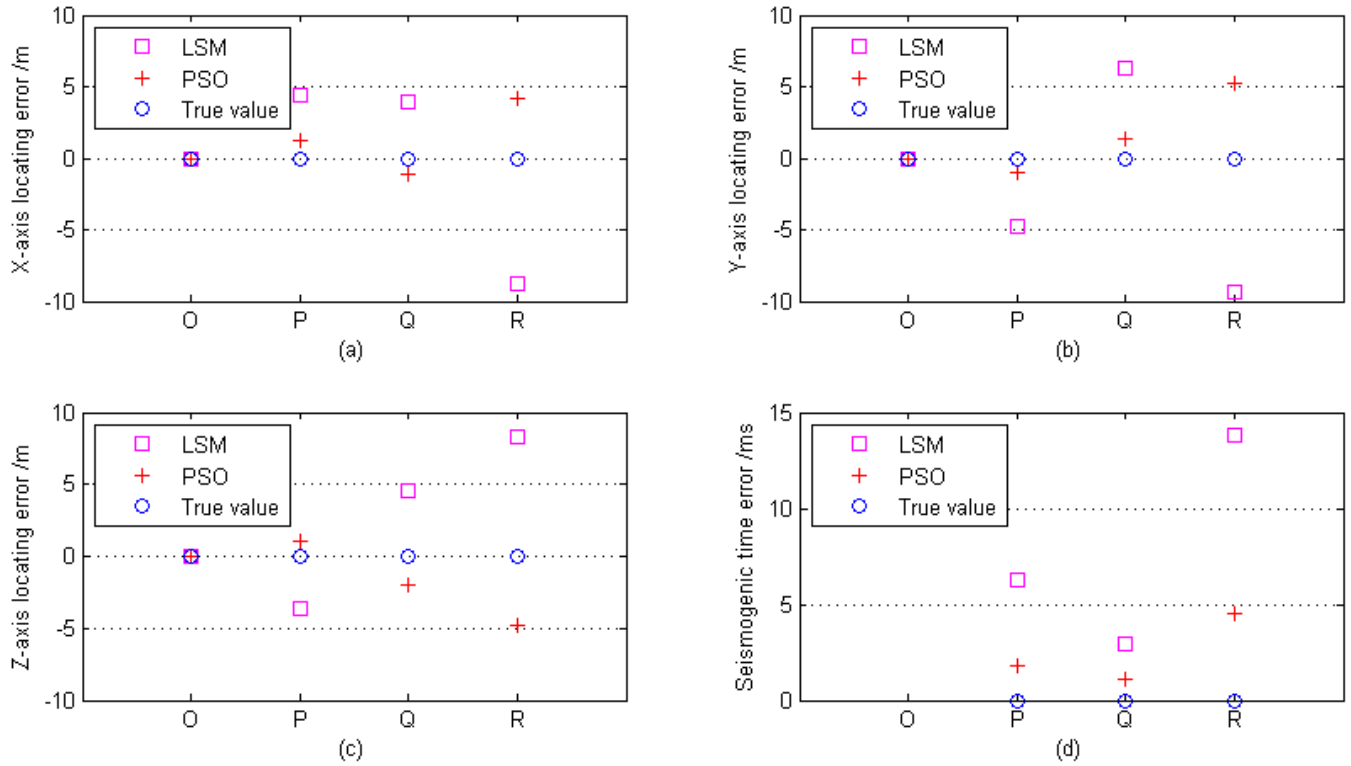 X-axis locating error /m
10
5
0
-5
-10
LSM
PSO
True value
O P Q R
(a)
Y-axis locating error /m
10
5
0
-5
-10
LSM
PSO
True value
O P Q R
(b)
Z-axis locating error /m
10
5
0
-5
-10
LSM
PSO
True value
O P Q R
(c)
Seismogenic time error /ms
15
10
5
0
LSM
PSO
True value
O P Q R
(d)